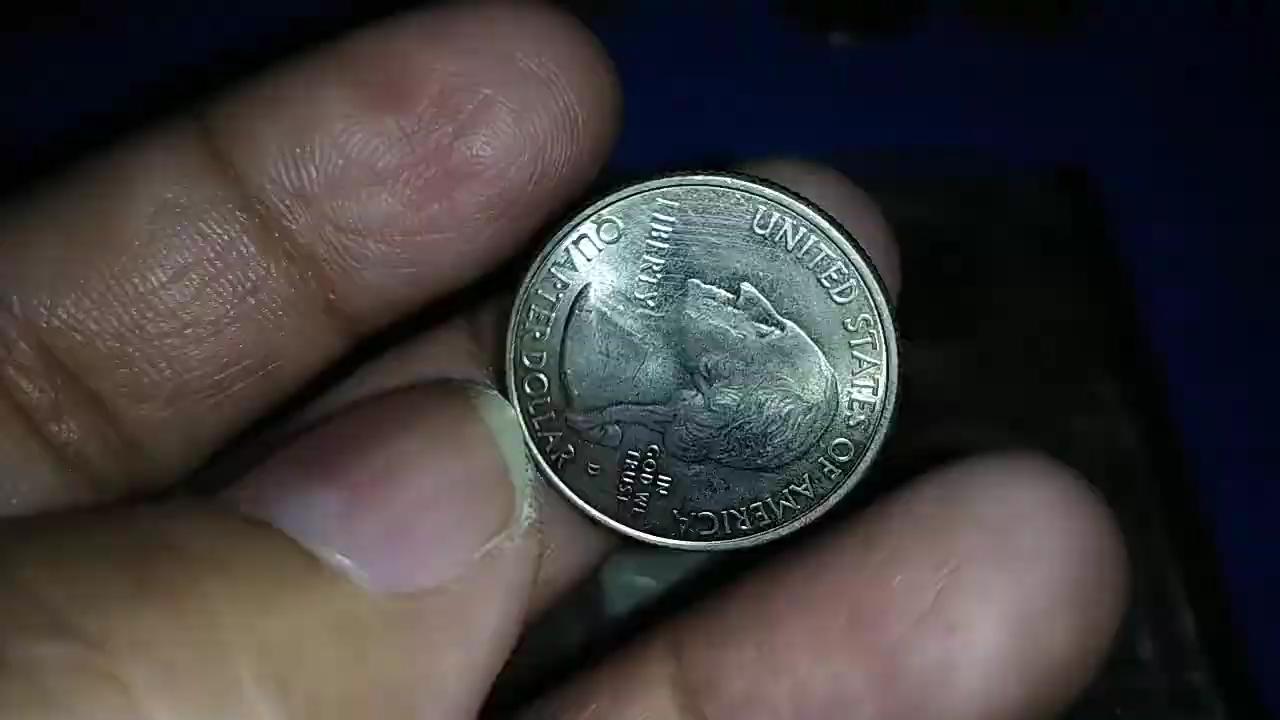 UNITED STATES OF AMERICA
LIBERTY
IN
GOD WE
TRUST
D
QUARTER DOLLAR